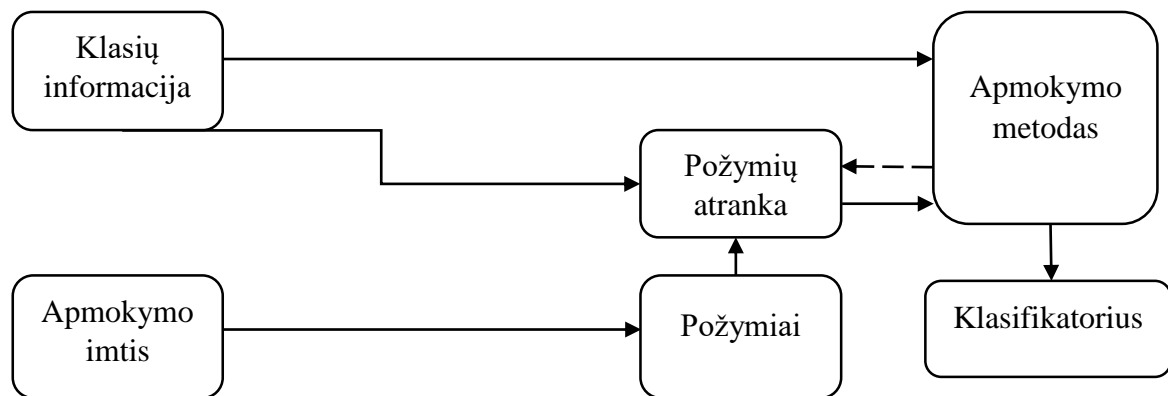 Klasių
informacija
Apmokymo
metodas
Požymių
atranka
Apmokymo
imtis
Požymiai
Klasifikatorius